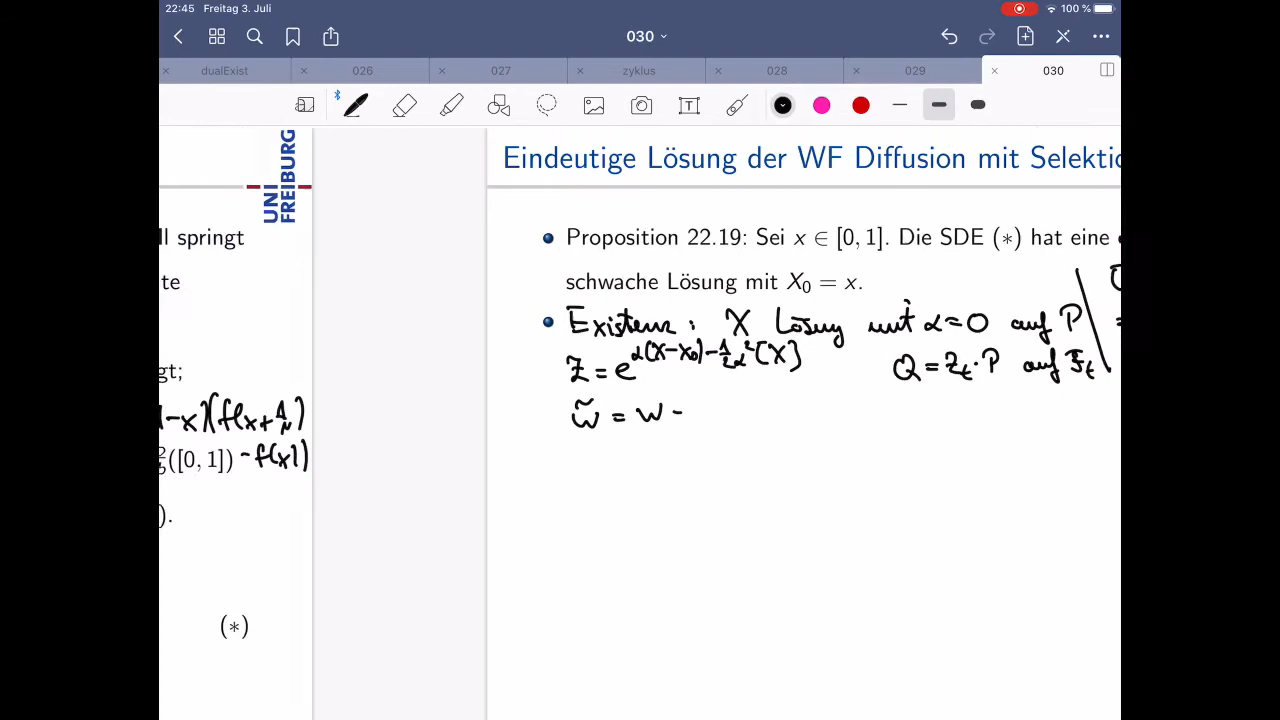 22:45 Freitag 3. Juli 100 %
030
dualExist 026 027 zyklus 028 029 030
UNI FREIBURG
ll springt
te
gt;
-x)(f(x+1/N)
([0, 1]) -f(x))
).
(∗)
Eindeutige Lösung der WF Diffusion mit Selekti
Proposition 22.19: Sei x ∈ [0, 1]. Die SDE (∗) hat eine
schwache Lösung mit X₀ = x.
Existenz: X Lösung mit α=0 auf P
Z = e^{α(X-X₀)-½α²[X]} Q = Z_t·P auf F_t
W̃ = W -